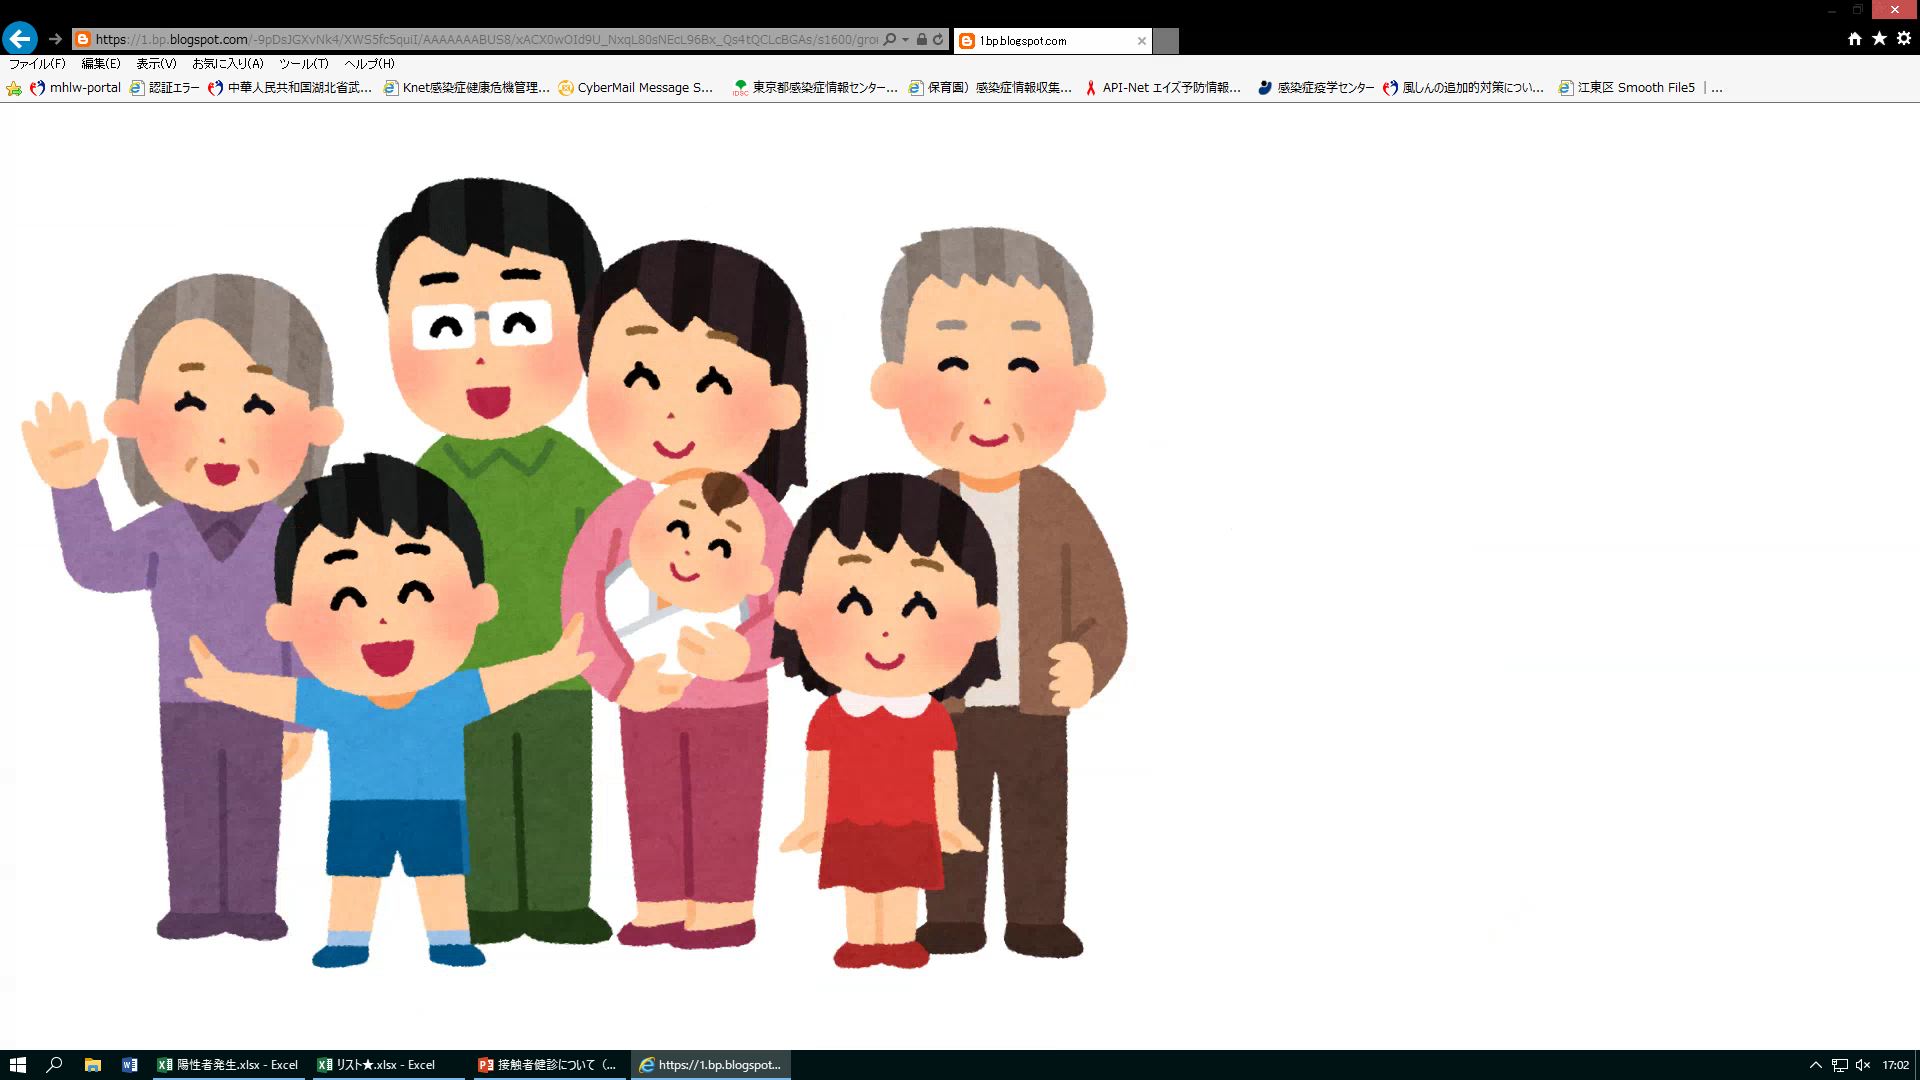 https://1.bp.blogspot.com/-9pDsJGXvNk4/XWS5fc5quiI/AAAAAAABUS8/xACX0wOId9U_NxqL80sNEcL96Bx_Qs4tQCLcBGAs/s1600/grou
1.bp.blogspot.com
ファイル(F) 編集(E) 表示(V) お気に入り(A) ツール(T) ヘルプ(H)
mhlw-portal 認証エラー 中華人民共和国湖北省武... Knet感染症健康危機管理... CyberMail Message S... 東京都感染症情報センター... 保育園）感染症情報収集... API-Net エイズ予防情報... 感染症疫学センター 風しんの追加的対策につい... 江東区 Smooth File5 ｜...
陽性者発生.xlsx - Excel リスト★.xlsx - Excel 接触者健診について（... https://1.bp.blogspot... 17:02